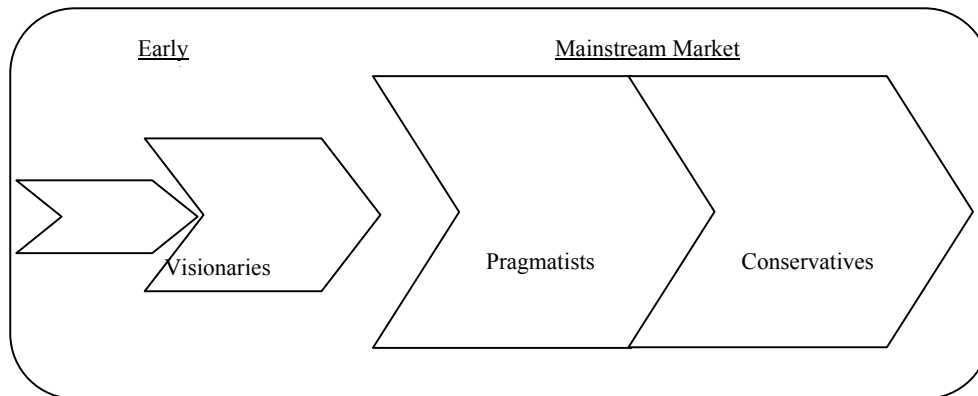 Early
Mainstream Market
Visionaries
Pragmatists
Conservatives